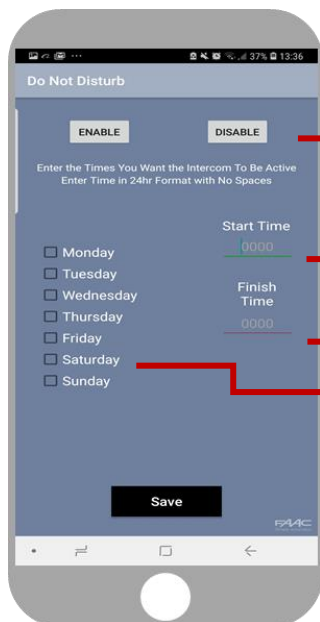 37% 13:36
Do Not Disturb
ENABLE
DISABLE
Enter the Times You Want the Intercom To Be Active
Enter Time in 24hr Format with No Spaces
Start Time
0000
Monday
Tuesday
Wednesday
Thursday
Friday
Saturday
Sunday
Finish
Time
0000
Save
FAAC